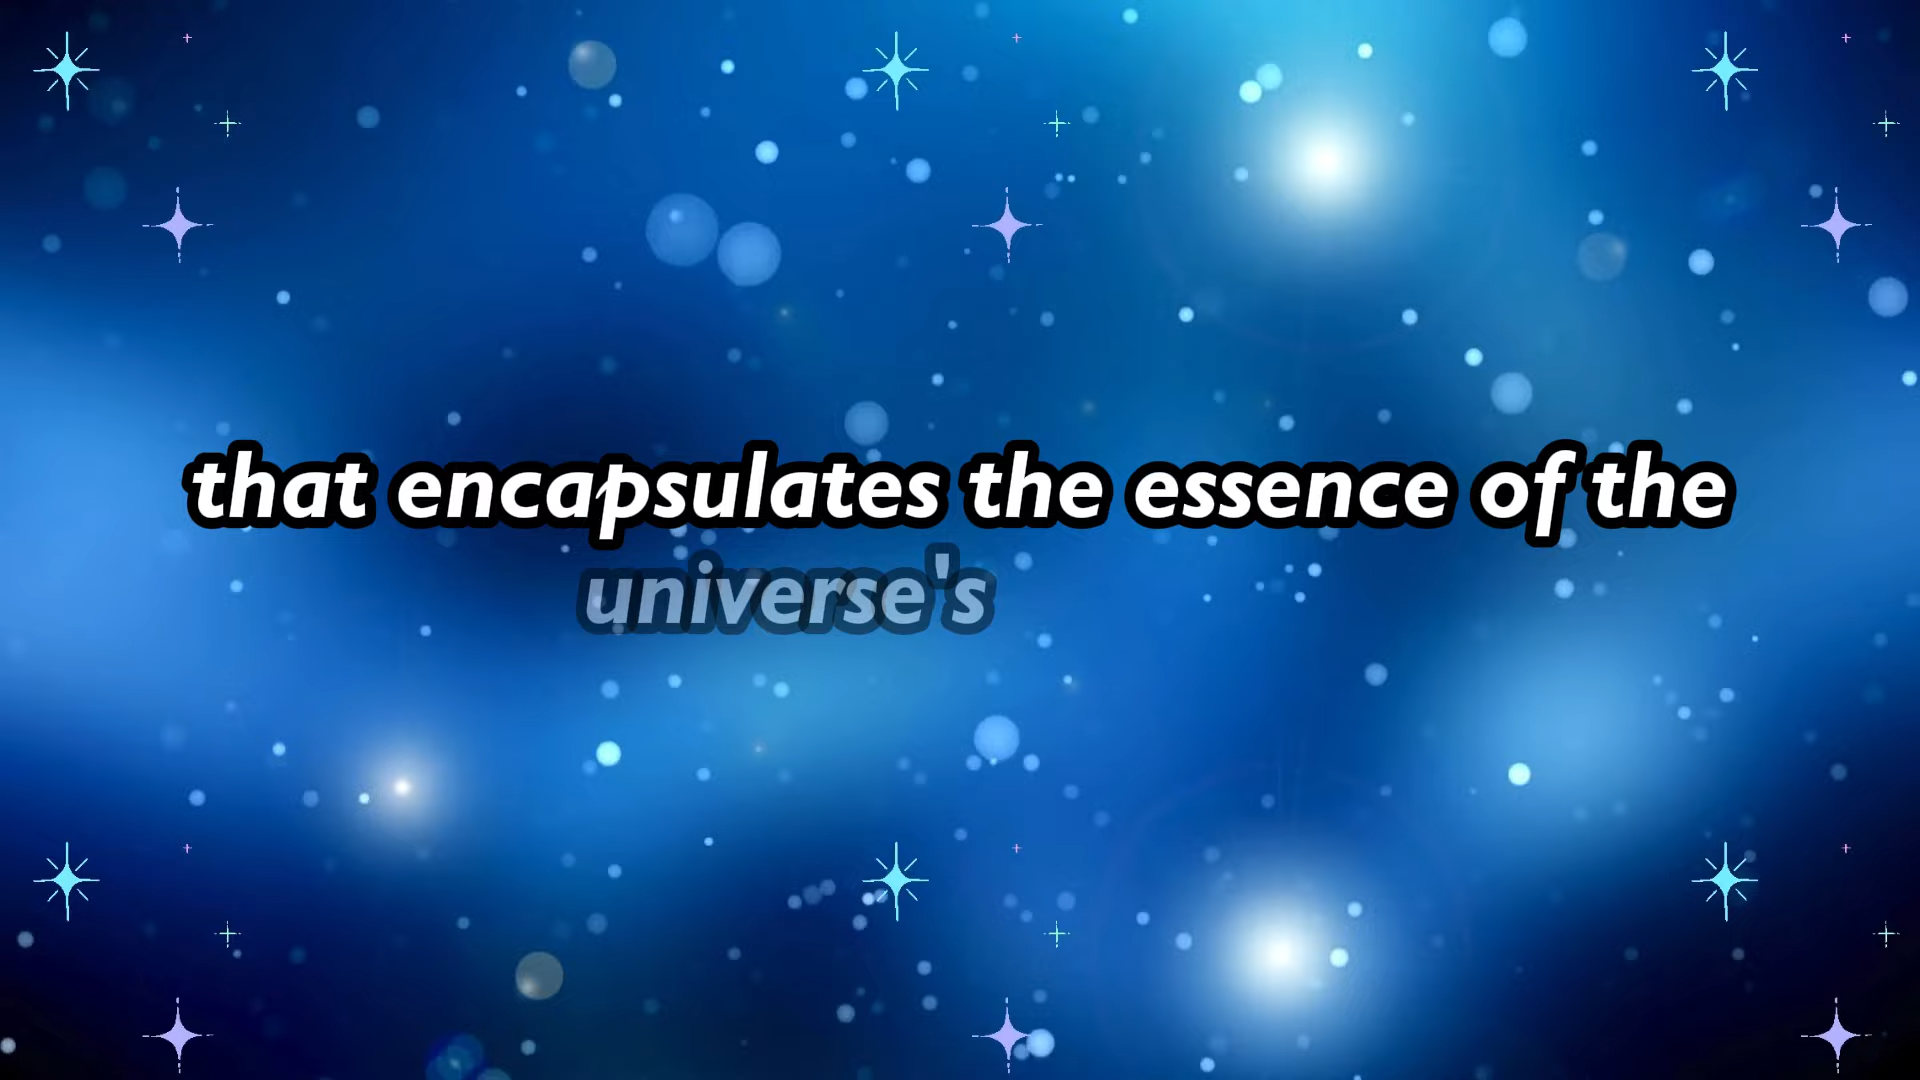 that encapsulates the essence of the
universe's